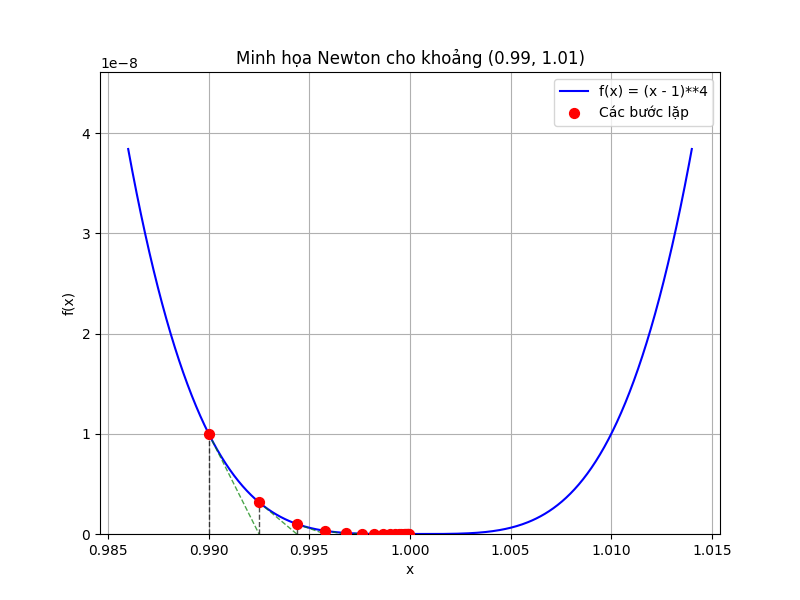 Minh họa Newton cho khoảng (0.99, 1.01)
1e−8
f(x) = (x - 1)**4
Các bước lặp
4
3
2
1
0
f(x)
0.985 0.990 0.995 1.000 1.005 1.010 1.015
x